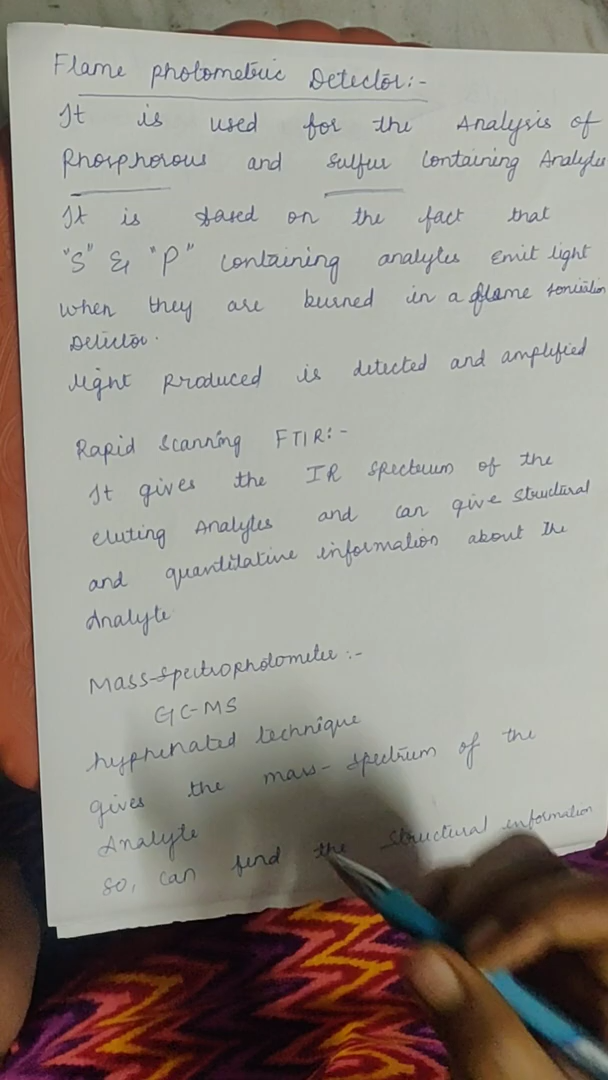 Flame photometric Detector:-
It is used for the Analysis of
Phosphorous and sulfur containing Analytes
It is based on the fact that
"S" & "P" containing analytes emit light
when they are burned in a flame Ionisation
Detector.
light produced is detected and amplified
Rapid Scanning FTIR:-
It gives the IR spectrum of the
eluting Analytes and can give structural
and quantitative information about the
Analyte
Mass-spectrophotometer:-
GC-MS
hyphenated technique
gives the mass-spectrum of the
Analyte
so, can find the structural information